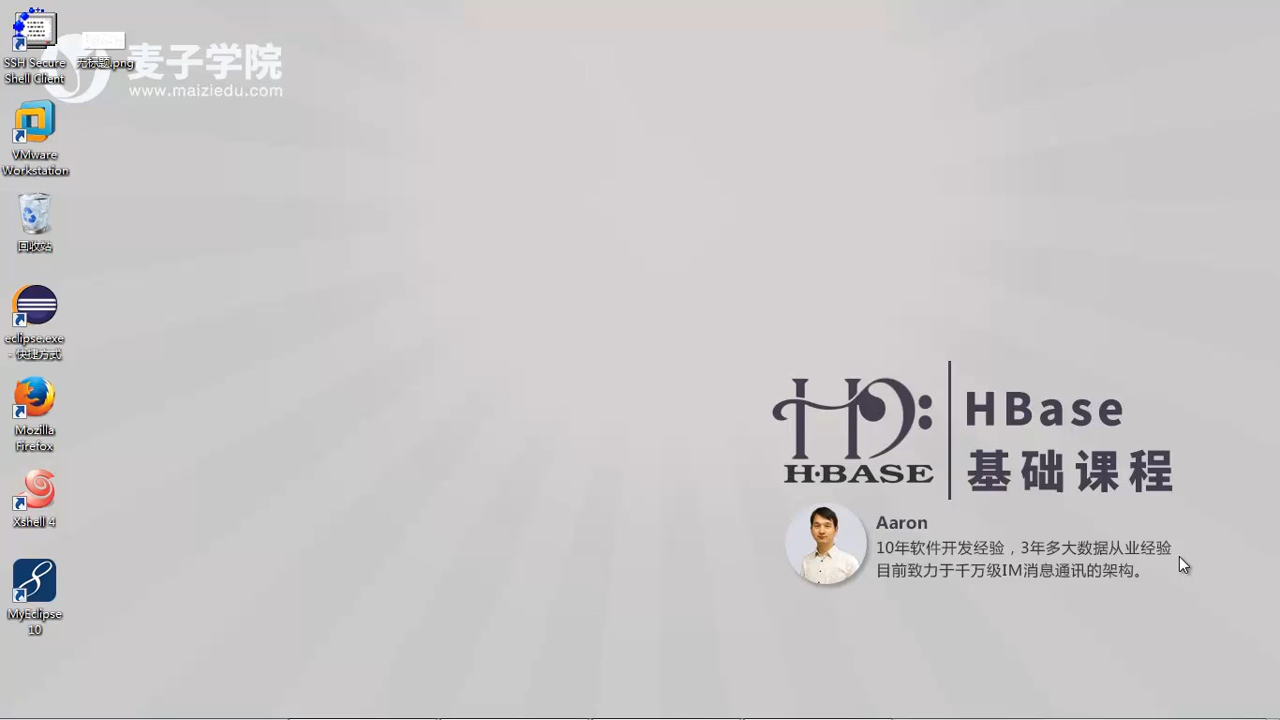 麦子学院
www.maiziedu.com
SSH Secure
Shell Client
无标题.png
VMware
Workstation
回收站
eclipse.exe
- 快捷方式
Mozilla
Firefox
Xshell 4
MyEclipse
10
H·BASE
HBase
基础课程
Aaron
10年软件开发经验，3年多大数据从业经验
目前致力于千万级IM消息通讯的架构。